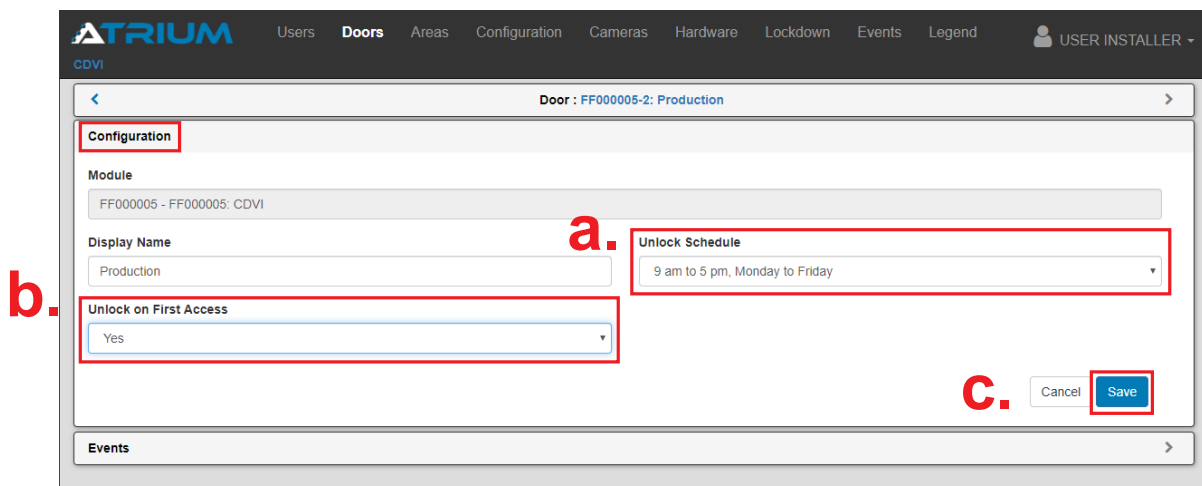 ATRIUM Users Doors Areas Configuration Cameras Hardware Lockdown Events Legend USER INSTALLER
CDVI
Door : FF000005-2: Production
Configuration
Module
FF000005 - FF000005: CDVI
a.
Display Name Unlock Schedule
Production 9 am to 5 pm, Monday to Friday
b.
Unlock on First Access
Yes
c. Cancel Save
Events